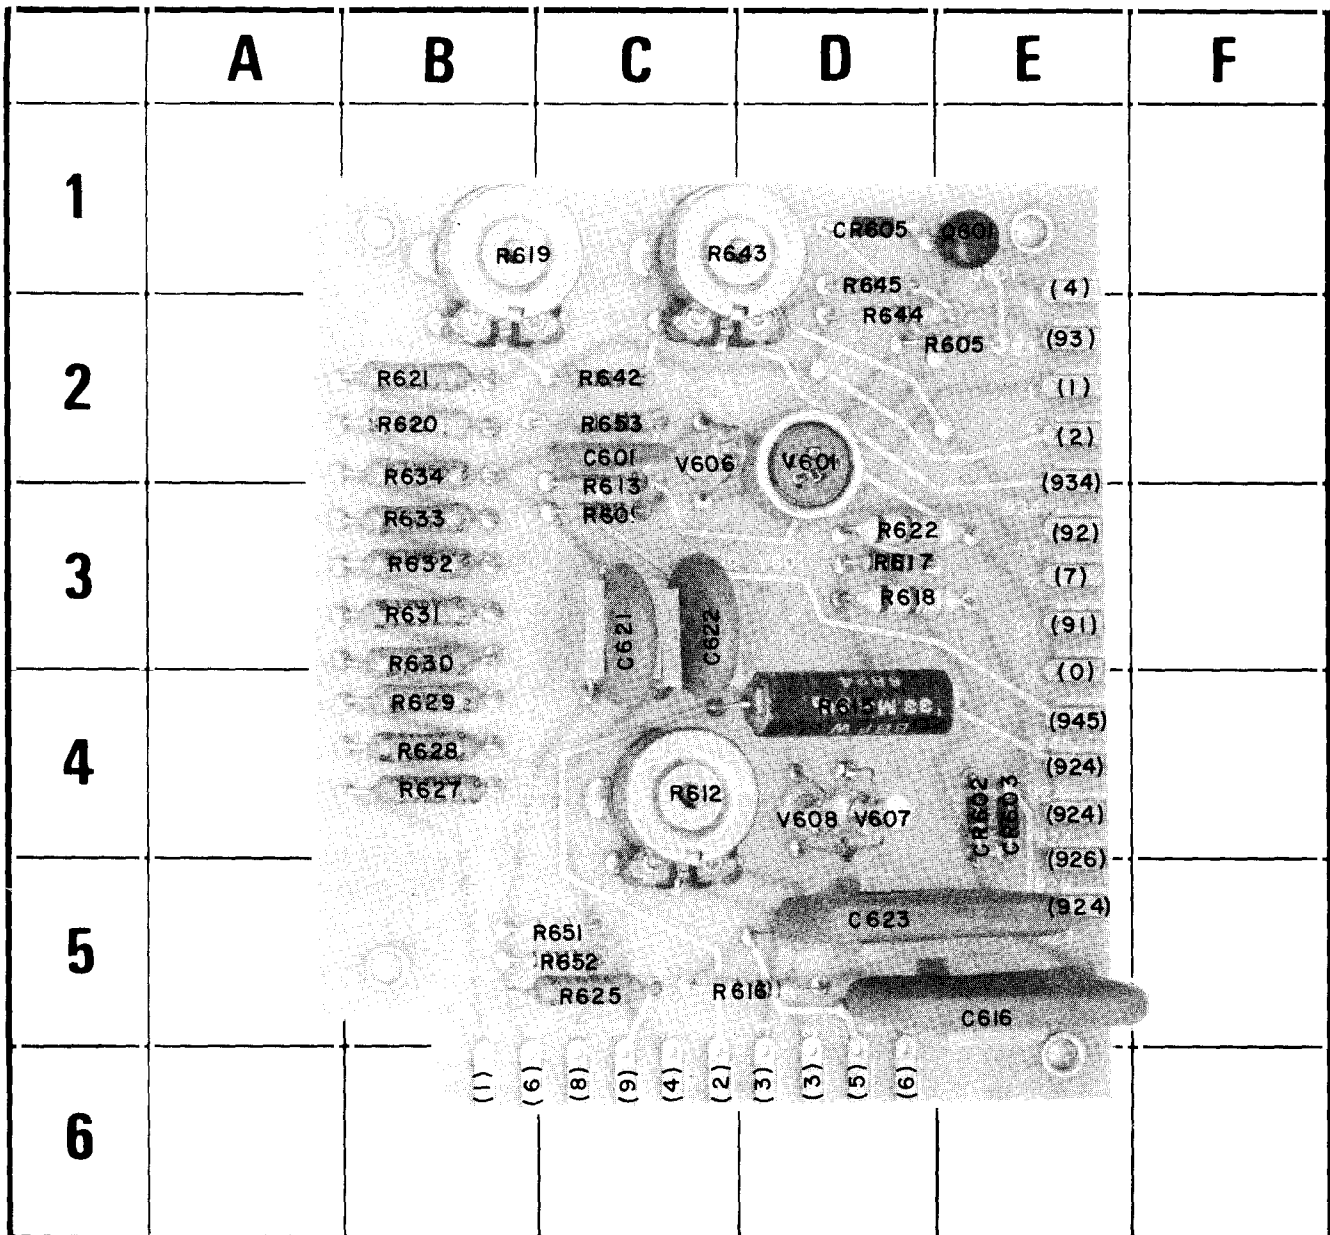 A B C D E F
1
CR605 Q601
R619 R643
R645 (4)
R644
R605 (93)
2
R621 R642 (1)
R620 R653 (2)
C601 V606 V601
R634 R613 (934)
R633
R622 (92)
3
R632 R617 (7)
R618
R631 C621 C622 (91)
R630 (0)
R629 R615 (945)
4
R628 (924)
R627 R612 CR602 CR603
V608 V607 (924)
(926)
C623 (924)
5
R651
R652
R625 R616
C616
(1) (6) (8) (9) (4) (2) (3) (3) (5) (6)
6